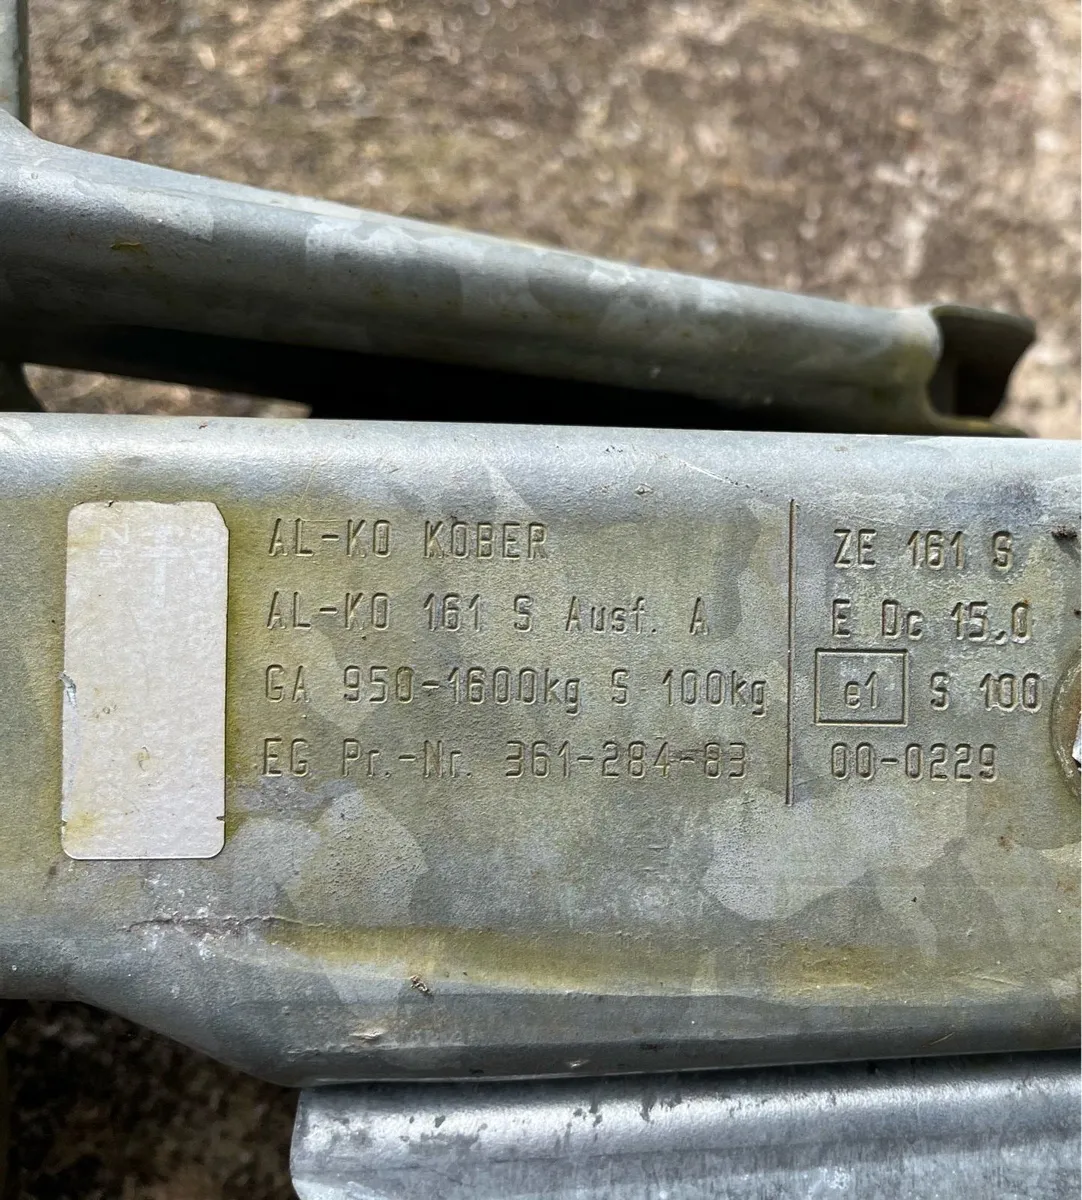 AL-KO KOBER
AL-KO 161 S Ausf. A
GA 950-1600kg S 100kg
EG Pr.-Nr. 361-284-83
ZE 161 S
E Dc 15.0
e1 S 100
00-0229